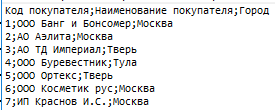 Код покупателя;Наименование покупателя;Город
1;ООО Банг и Бонсомер;Москва
2;АО Аэлита;Москва
3;АО ТД Империал;Тверь
4;ООО Буревестник;Тула
5;ООО Ортекс;Тверь
6;ООО Косметик рус;Москва
7;ИП Краснов И.С.;Москва